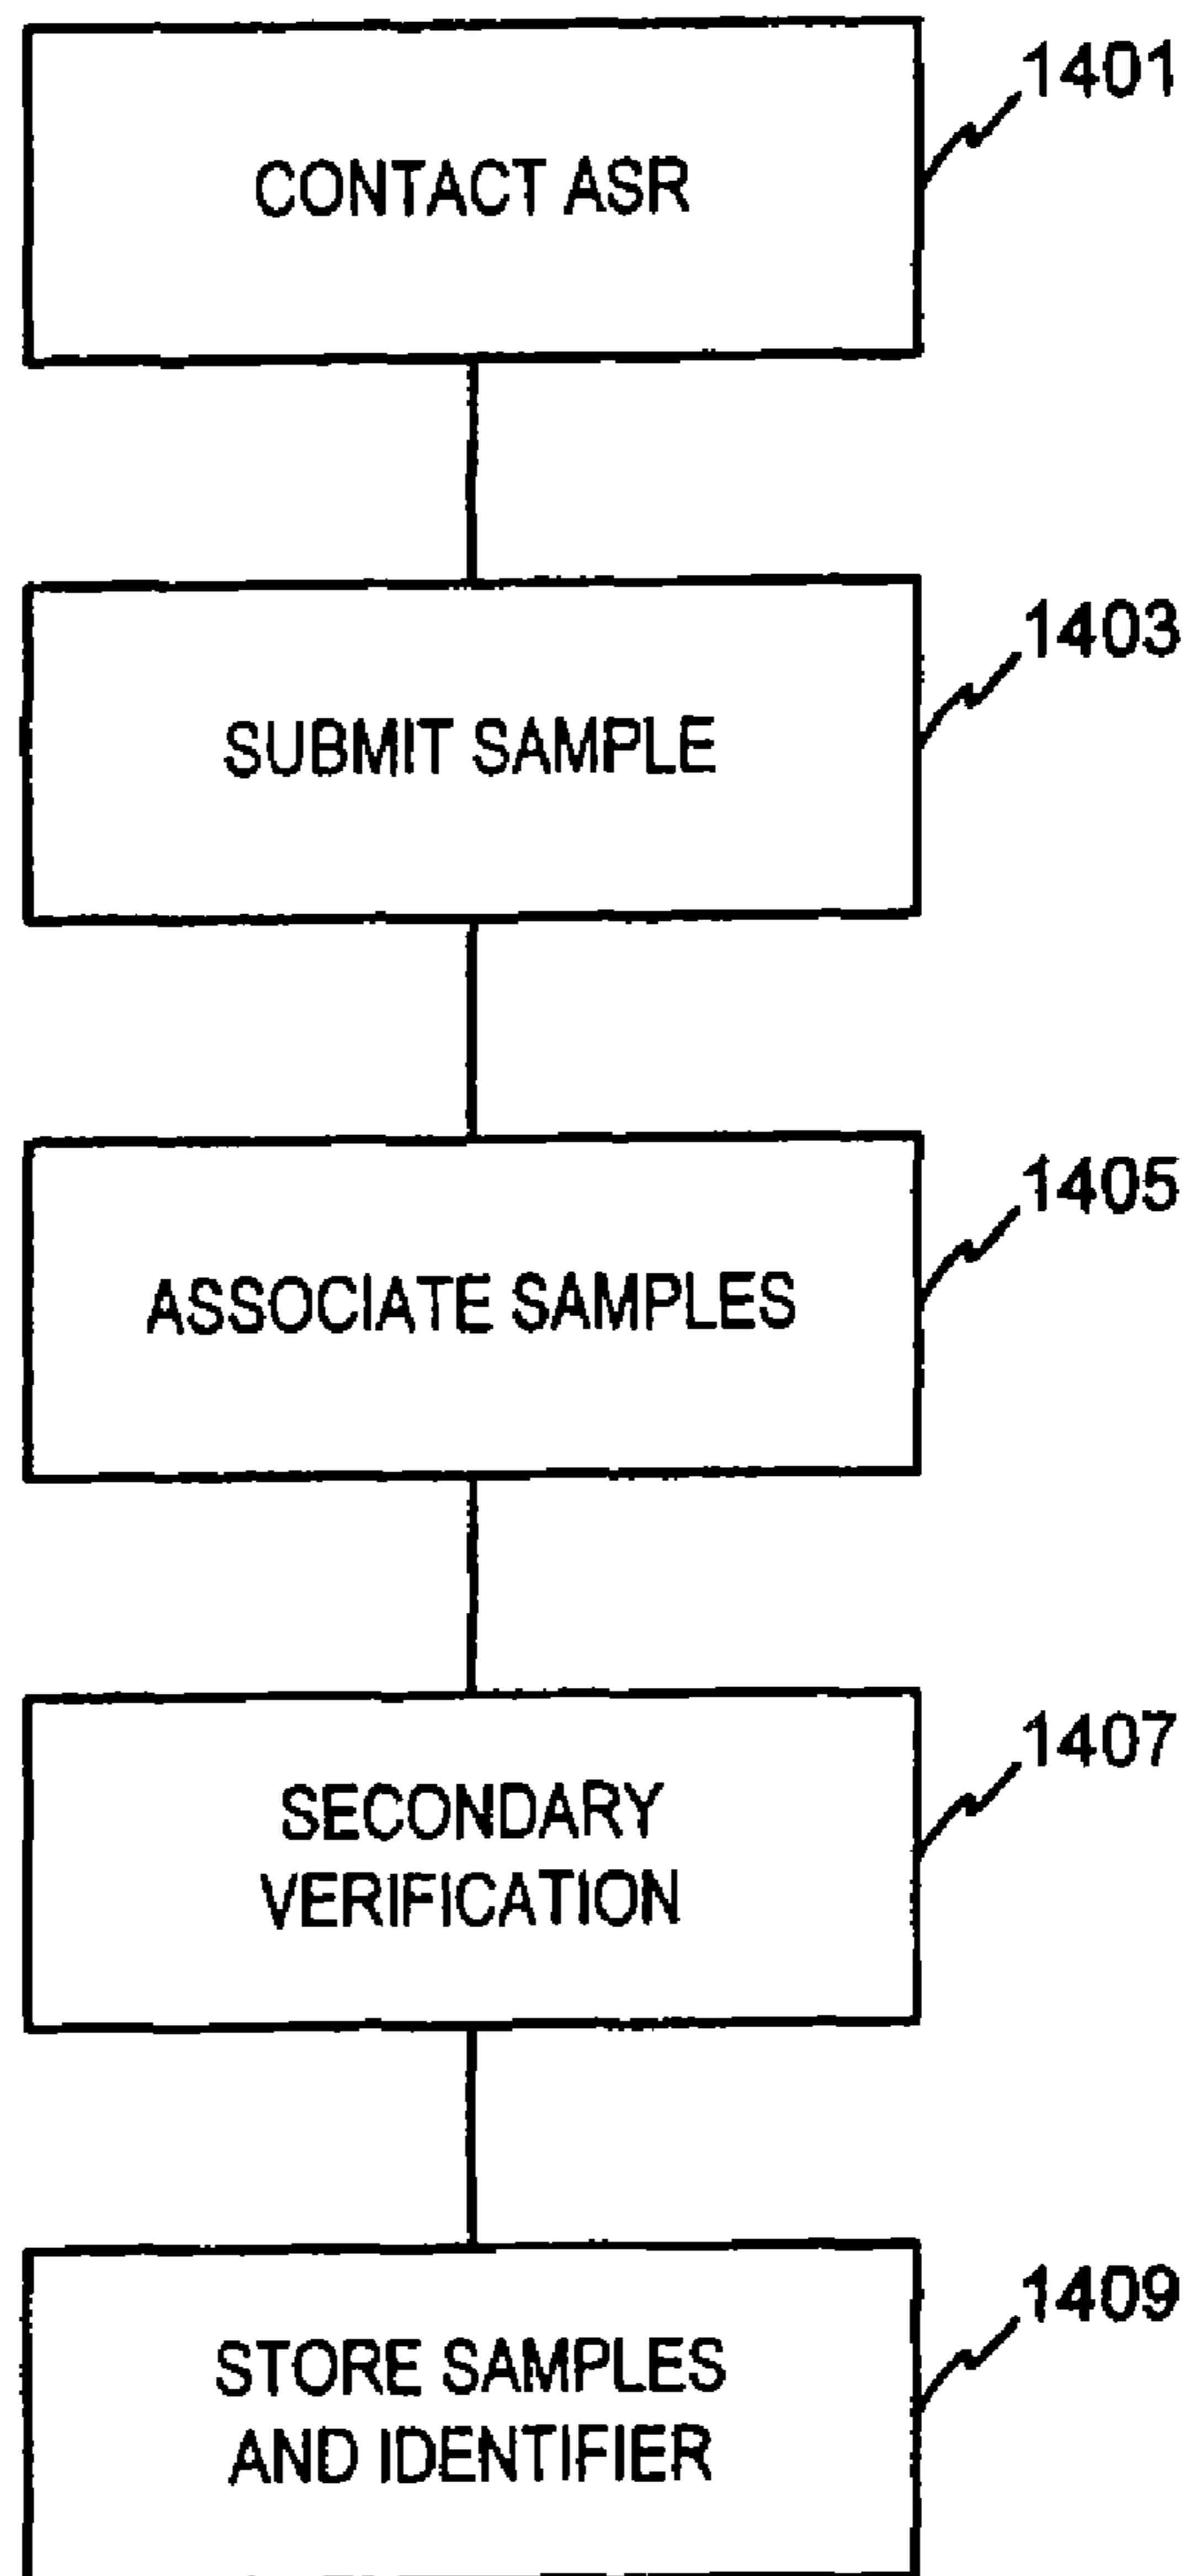 1401
CONTACT ASR
1403
SUBMIT SAMPLE
1405
ASSOCIATE SAMPLES
1407
SECONDARY
VERIFICATION
1409
STORE SAMPLES
AND IDENTIFIER